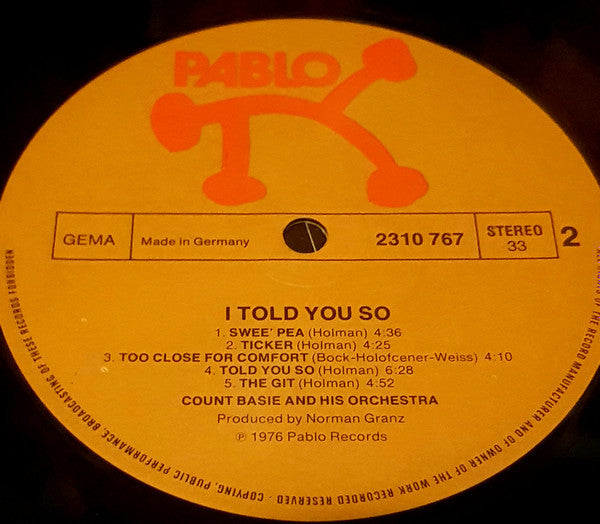 PABLO
GEMA
Made in Germany
2310 767
STEREO
33
2
I TOLD YOU SO
1. SWEE' PEA (Holman) 4:36
2. TICKER (Holman) 4:25
3. TOO CLOSE FOR COMFORT (Bock-Holofcener-Weiss) 4:10
4. TOLD YOU SO (Holman) 6:28
5. THE GIT (Holman) 4:52
COUNT BASIE AND HIS ORCHESTRA
Produced by Norman Granz
℗ 1976 Pablo Records
ALL RIGHTS OF THE RECORD MANUFACTURER AND OF OWNER OF THE WORK RECORDED RESERVED · COPYING, PUBLIC PERFORMANCE, BROADCASTING OF THESE RECORDS FORBIDDEN